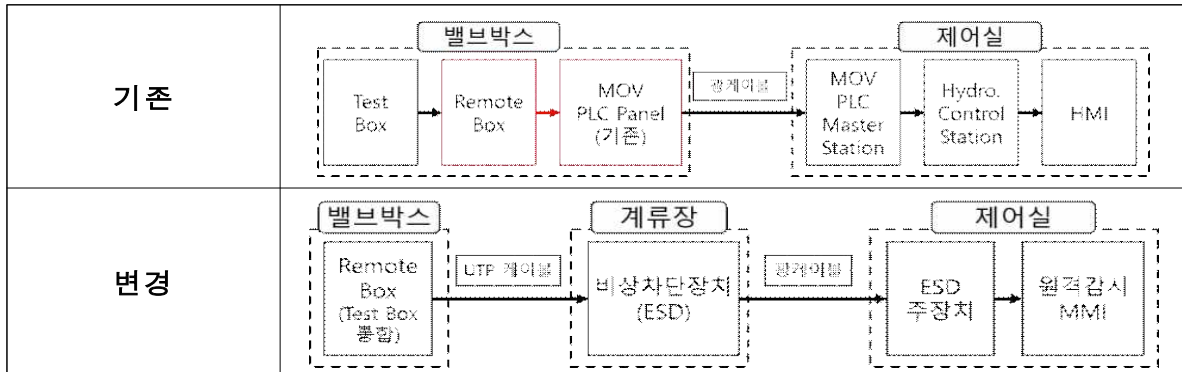 기존
밸브박스
제어실
Test
Box
Remote
Box
MOV
PLC Panel
(기존)
광케이블
MOV
PLC
Master
Station
Hydro.
Control
Station
HMI
변경
밸브박스
계류장
제어실
Remote
Box
(Test Box
통합)
UTP 케이블
비상차단장치
(ESD)
광케이블
ESD
주장치
원격감시
MMI